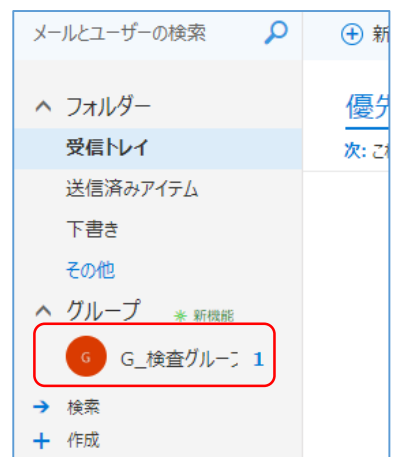 メールとユーザーの検索
新
フォルダー
優先
受信トレイ
次: これ
送信済みアイテム
下書き
その他
グループ 新機能
G G_検査グループ 1
検索
作成